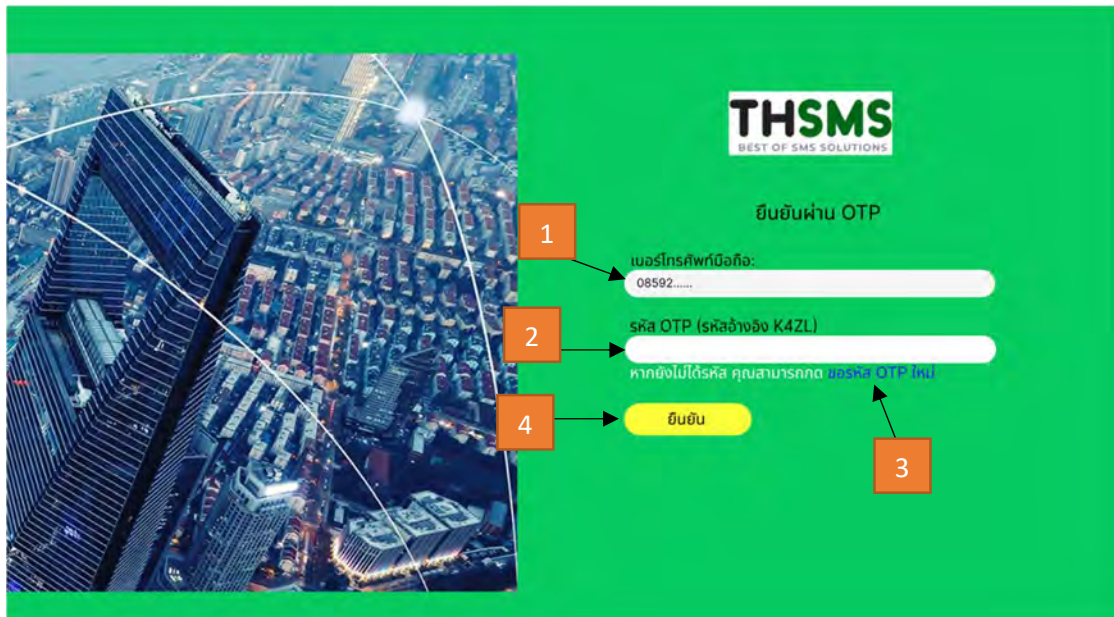 THSMS
BEST OF SMS SOLUTIONS
ยืนยันผ่าน OTP
1
เบอร์โทรศัพท์มือถือ:
08592......
2
รหัส OTP (รหัสอ้างอิง K4ZL)
หากยังไม่ได้รหัส คุณสามารถกด ขอรหัส OTP ใหม่
4
ยืนยัน
3